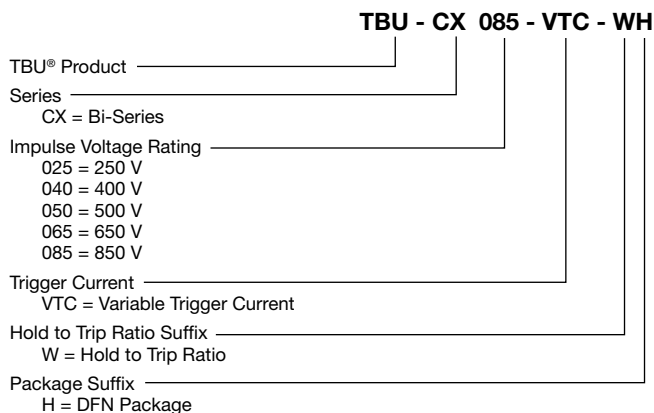 TBU - CX 085 - VTC - WH
TBU® Product
Series
CX = Bi-Series
Impulse Voltage Rating
025 = 250 V
040 = 400 V
050 = 500 V
065 = 650 V
085 = 850 V
Trigger Current
VTC = Variable Trigger Current
Hold to Trip Ratio Suffix
W = Hold to Trip Ratio
Package Suffix
H = DFN Package